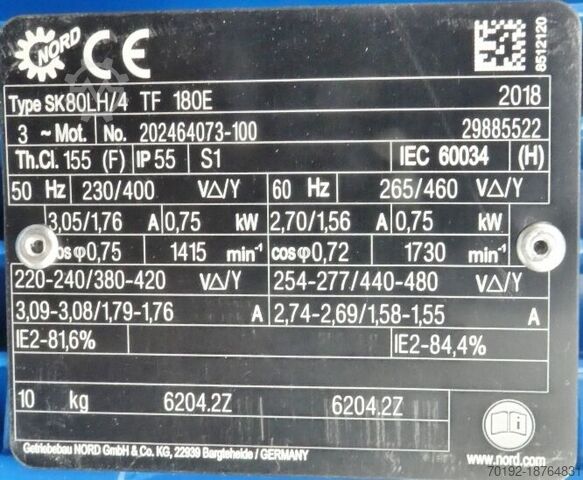 NORD CE 8512120
Type SK80LH/4 TF 180E 2018
3 ~ Mot. No. 202464073-100 29885522
Th.Cl. 155 (F) IP 55 S1 IEC 60034 (H)
50 Hz 230/400 V△/Y 60 Hz 265/460 V△/Y
3,05/1,76 A 0,75 kW 2,70/1,56 A 0,75 kW
cosφ 0,75 1415 min⁻¹ cosφ 0,72 1730 min⁻¹
220-240/380-420 V△/Y 254-277/440-480 V△/Y
3,09-3,08/1,79-1,76 A 2,74-2,69/1,58-1,55 A
IE2-81,6% IE2-84,4%
10 kg 6204.2Z 6204.2Z
Getriebebau NORD GmbH & Co. KG, 22939 Bargteheide / GERMANY www.nord.com
70192-18764831